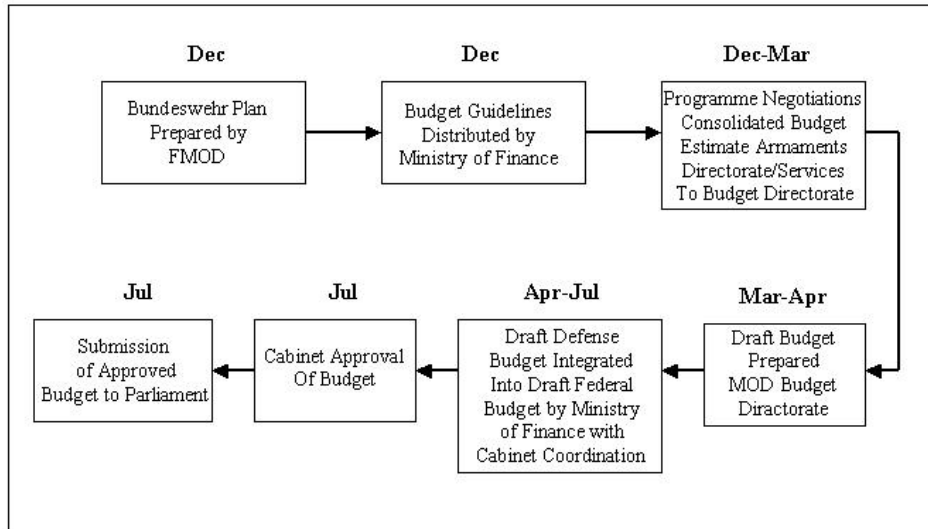 Dec
Bundeswehr Plan
Prepared by
FMOD
Dec
Budget Guidelines
Distributed by
Ministry of Finance
Dec-Mar
Programme Negotiations
Consolidated Budget
Estimate Armaments
Directorate/Services
To Budget Directorate
Mar-Apr
Draft Budget
Prepared
MOD Budget
Diractorate
Apr-Jul
Draft Defense
Budget Integrated
Into Draft Federal
Budget by Ministry
of Finance with
Cabinet Coordination
Jul
Cabinet Approval
Of Budget
Jul
Submission
of Approved
Budget to Parliament